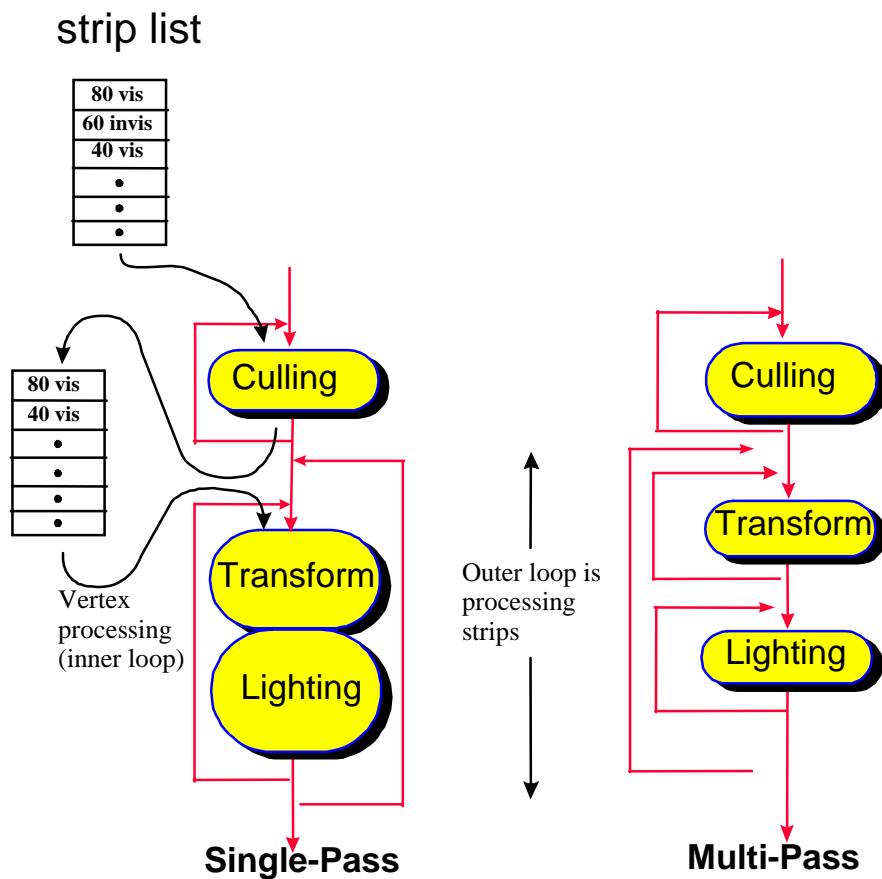 strip list
80 vis
60 invis
40 vis
80 vis
40 vis
Culling
Transform
Lighting
Vertex
processing
(inner loop)
Single-Pass
Outer loop is
processing
strips
Culling
Transform
Lighting
Multi-Pass